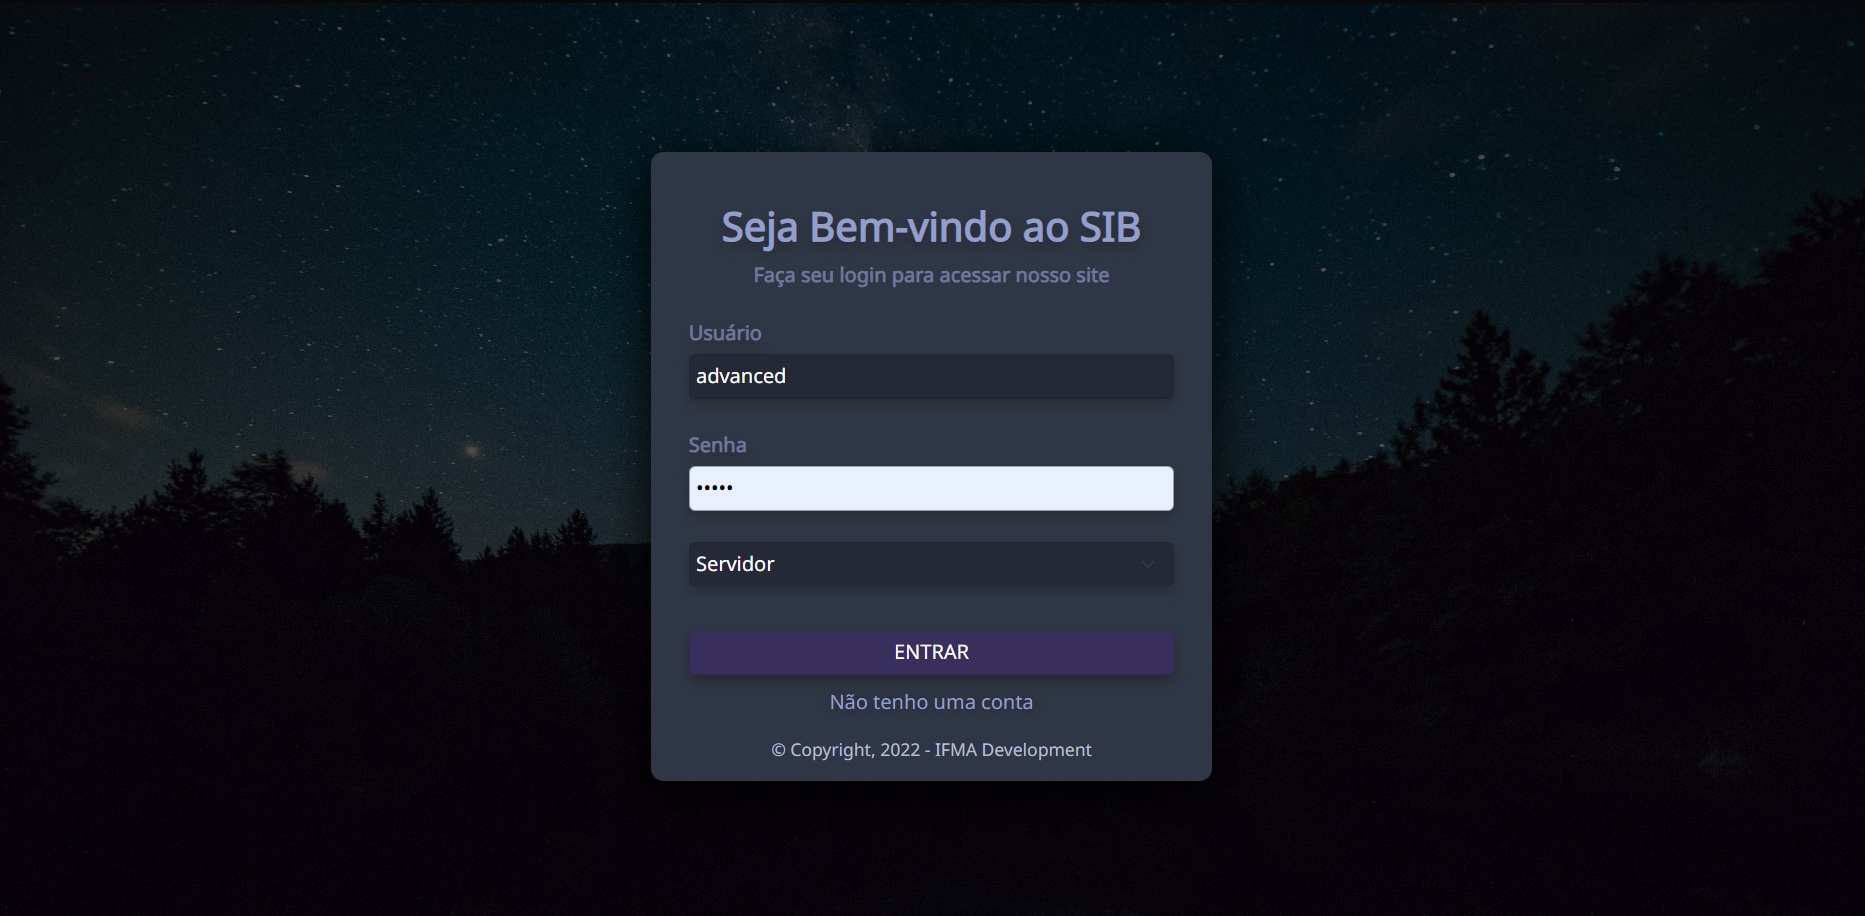 Seja Bem-vindo ao SIB
Faça seu login para acessar nosso site
Usuário
advanced
Senha
•••••
Servidor
ENTRAR
Não tenho uma conta
© Copyright, 2022 - IFMA Development